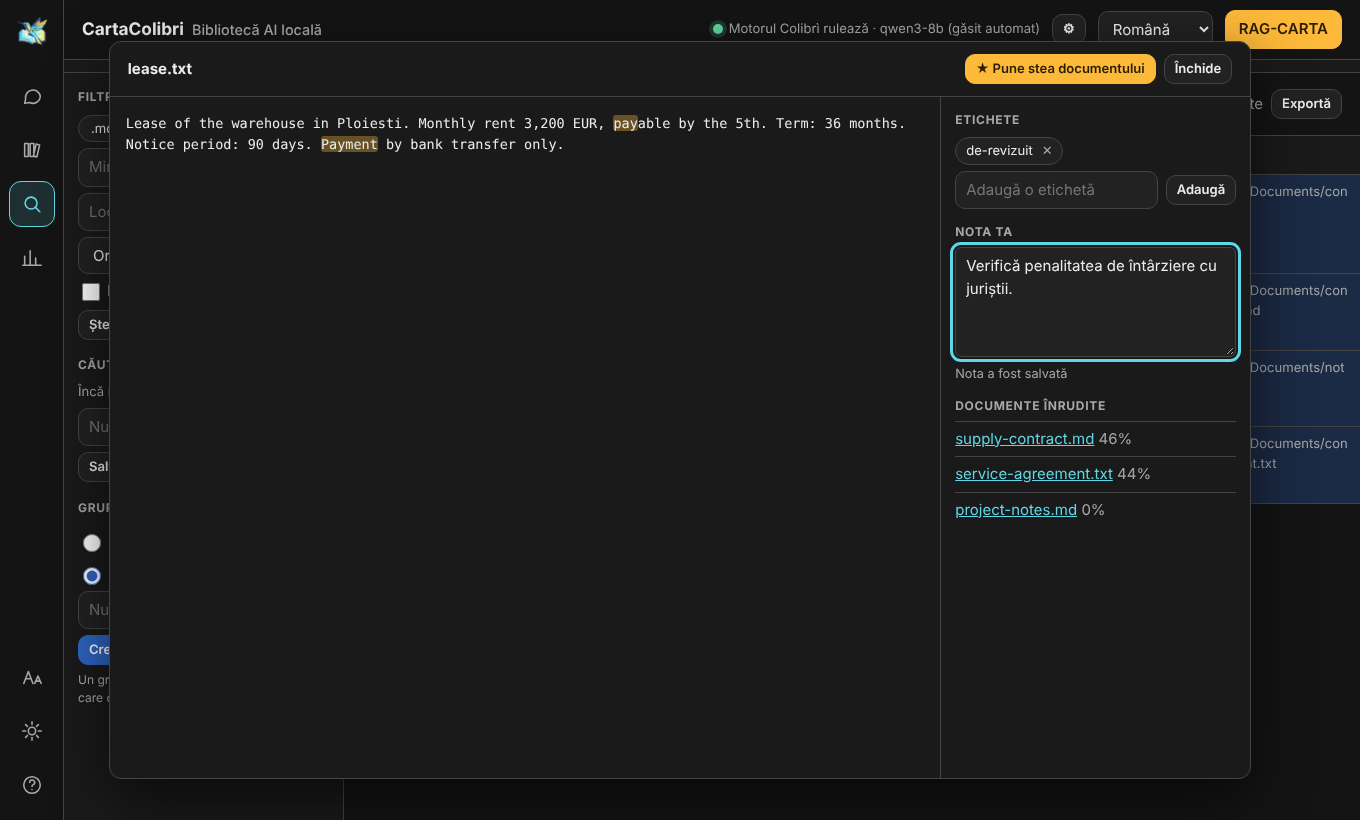 CartaColibri Bibliotecă AI locală
Motorul Colibri rulează · qwen3-8b (găsit automat)
Română
RAG-CARTA
lease.txt
★ Pune stea documentului
Închide
Lease of the warehouse in Ploiesti. Monthly rent 3,200 EUR, payable by the 5th. Term: 36 months.
Notice period: 90 days. Payment by bank transfer only.
ETICHETE
de-revizuit ✕
Adaugă o etichetă
Adaugă
NOTA TA
Verifică penalitatea de întârziere cu
juriștii.
Nota a fost salvată
DOCUMENTE ÎNRUDITE
supply-contract.md 46%
service-agreement.txt 44%
project-notes.md 0%
Exportă
Documents/con
Documents/con
Documents/not
Documents/con
t.txt
Încă
Un gr
care